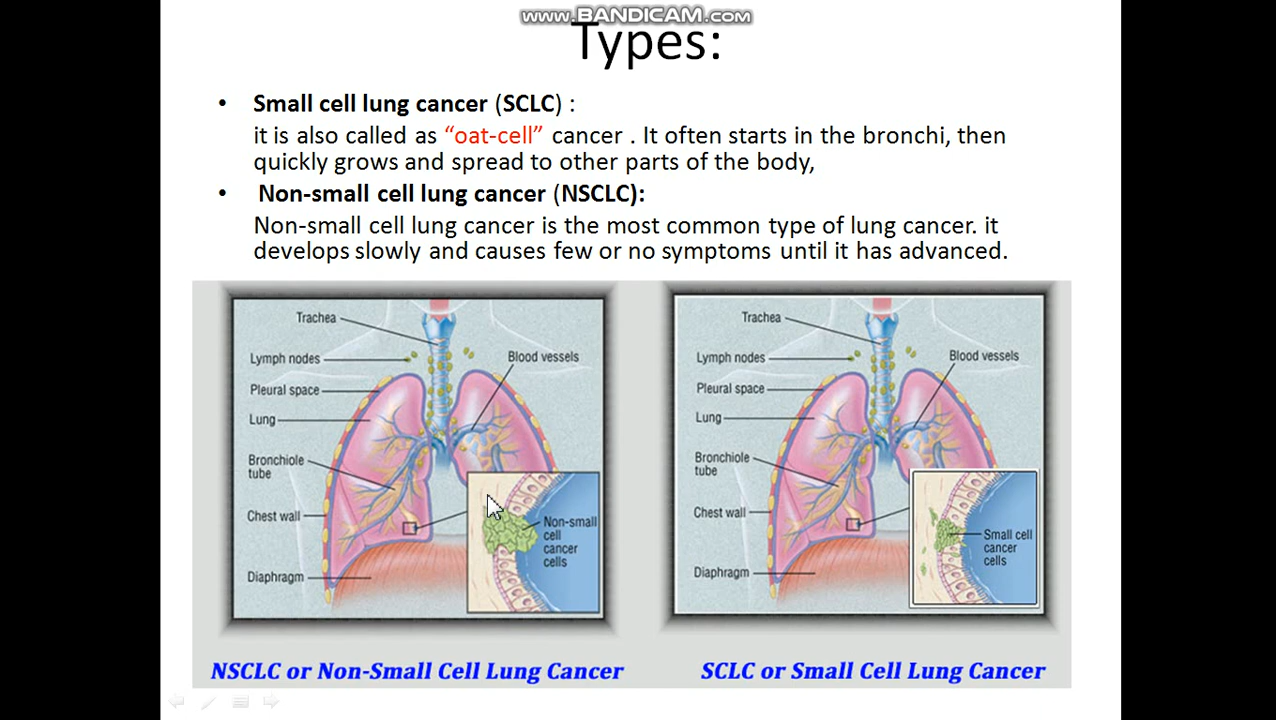 www.BANDICAM.com
Types:
• Small cell lung cancer (SCLC) :
it is also called as “oat-cell” cancer . It often starts in the bronchi, then
quickly grows and spread to other parts of the body,
• Non-small cell lung cancer (NSCLC):
Non-small cell lung cancer is the most common type of lung cancer. it
develops slowly and causes few or no symptoms until it has advanced.
Trachea
Lymph nodes
Blood vessels
Pleural space
Lung
Bronchiole
tube
Chest wall
Non-small
cell
cancer
cells
Diaphragm
NSCLC or Non-Small Cell Lung Cancer
Trachea
Lymph nodes
Blood vessels
Pleural space
Lung
Bronchiole
tube
Chest wall
Small cell
cancer
cells
Diaphragm
SCLC or Small Cell Lung Cancer